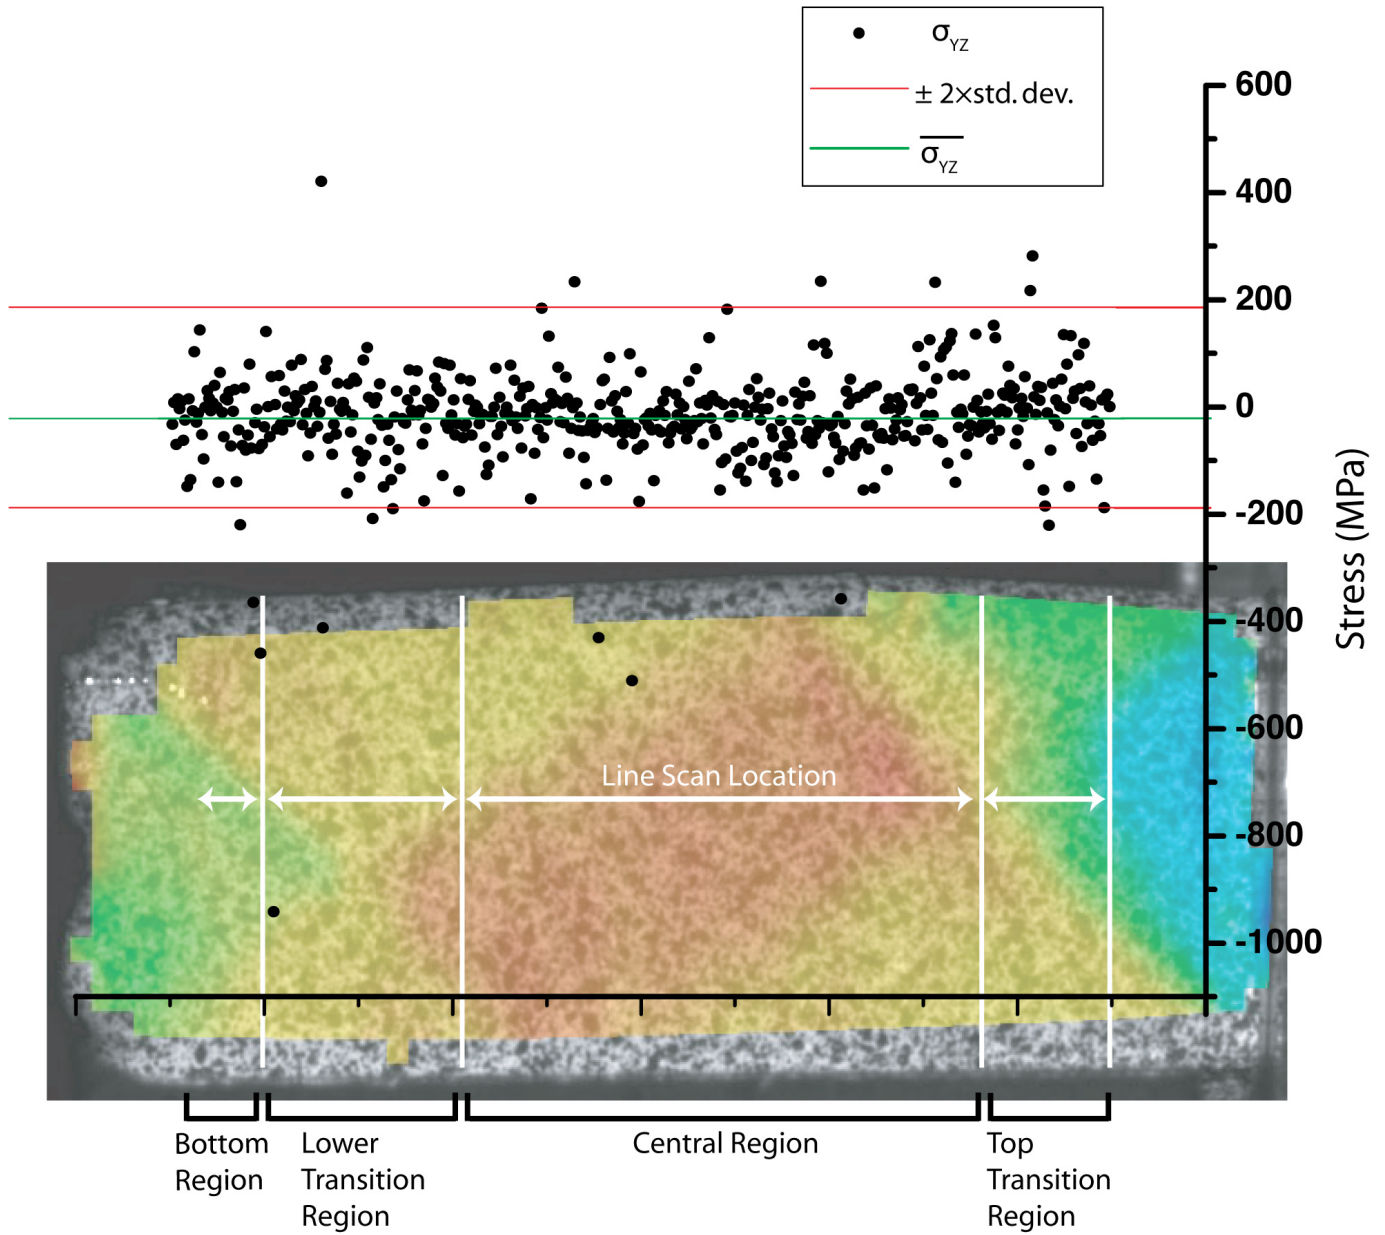 σYZ
± 2×std. dev.
σ̅YZ
600
400
200
0
-200
-400
-600
-800
-1000
Stress (MPa)
Line Scan Location
Bottom
Region
Lower
Transition
Region
Central Region
Top
Transition
Region